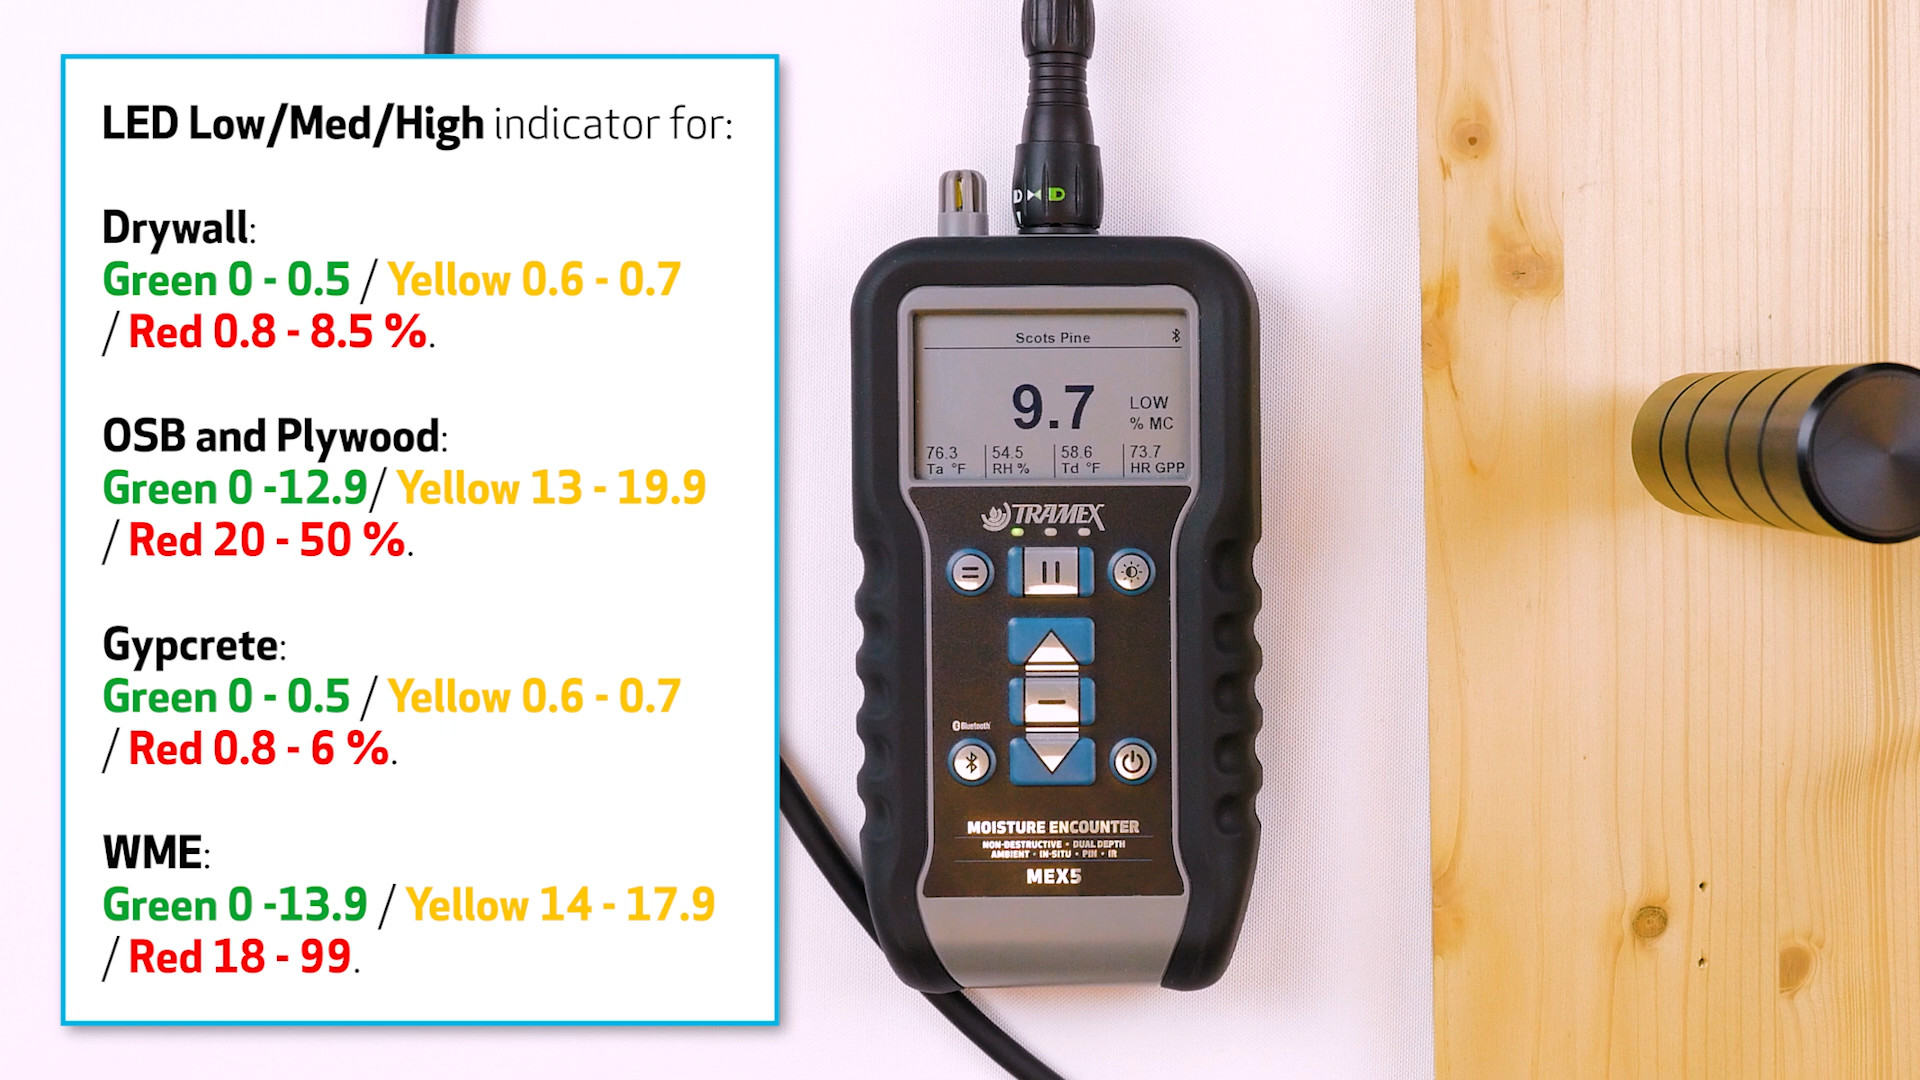 LED Low/Med/High indicator for:
Drywall:
Green 0 - 0.5 / Yellow 0.6 - 0.7
/ Red 0.8 - 8.5 %.
OSB and Plywood:
Green 0 -12.9/ Yellow 13 - 19.9
/ Red 20 - 50 %.
Gypcrete:
Green 0 - 0.5 / Yellow 0.6 - 0.7
/ Red 0.8 - 6 %.
WME:
Green 0 -13.9 / Yellow 14 - 17.9
/ Red 18 - 99.
Scots Pine
9.7 LOW
% MC
76.3 54.5 58.6 73.7
Ta °F RH % Td °F HR GPP
TRAMEX
Bluetooth
MOISTURE ENCOUNTER
NON-DESTRUCTIVE • DUAL DEPTH
AMBIENT • IN-SITU • PIN • IR
MEX5